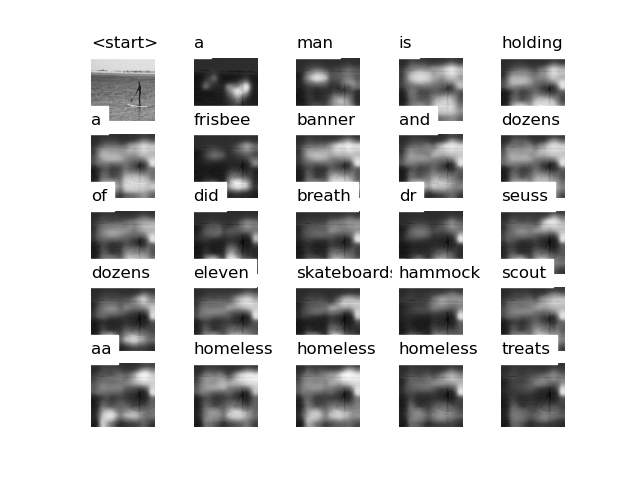 <start> a man is holding
a frisbee banner and dozens
of did breath dr seuss
dozens eleven skateboards hammock scout
aa homeless homeless homeless treats